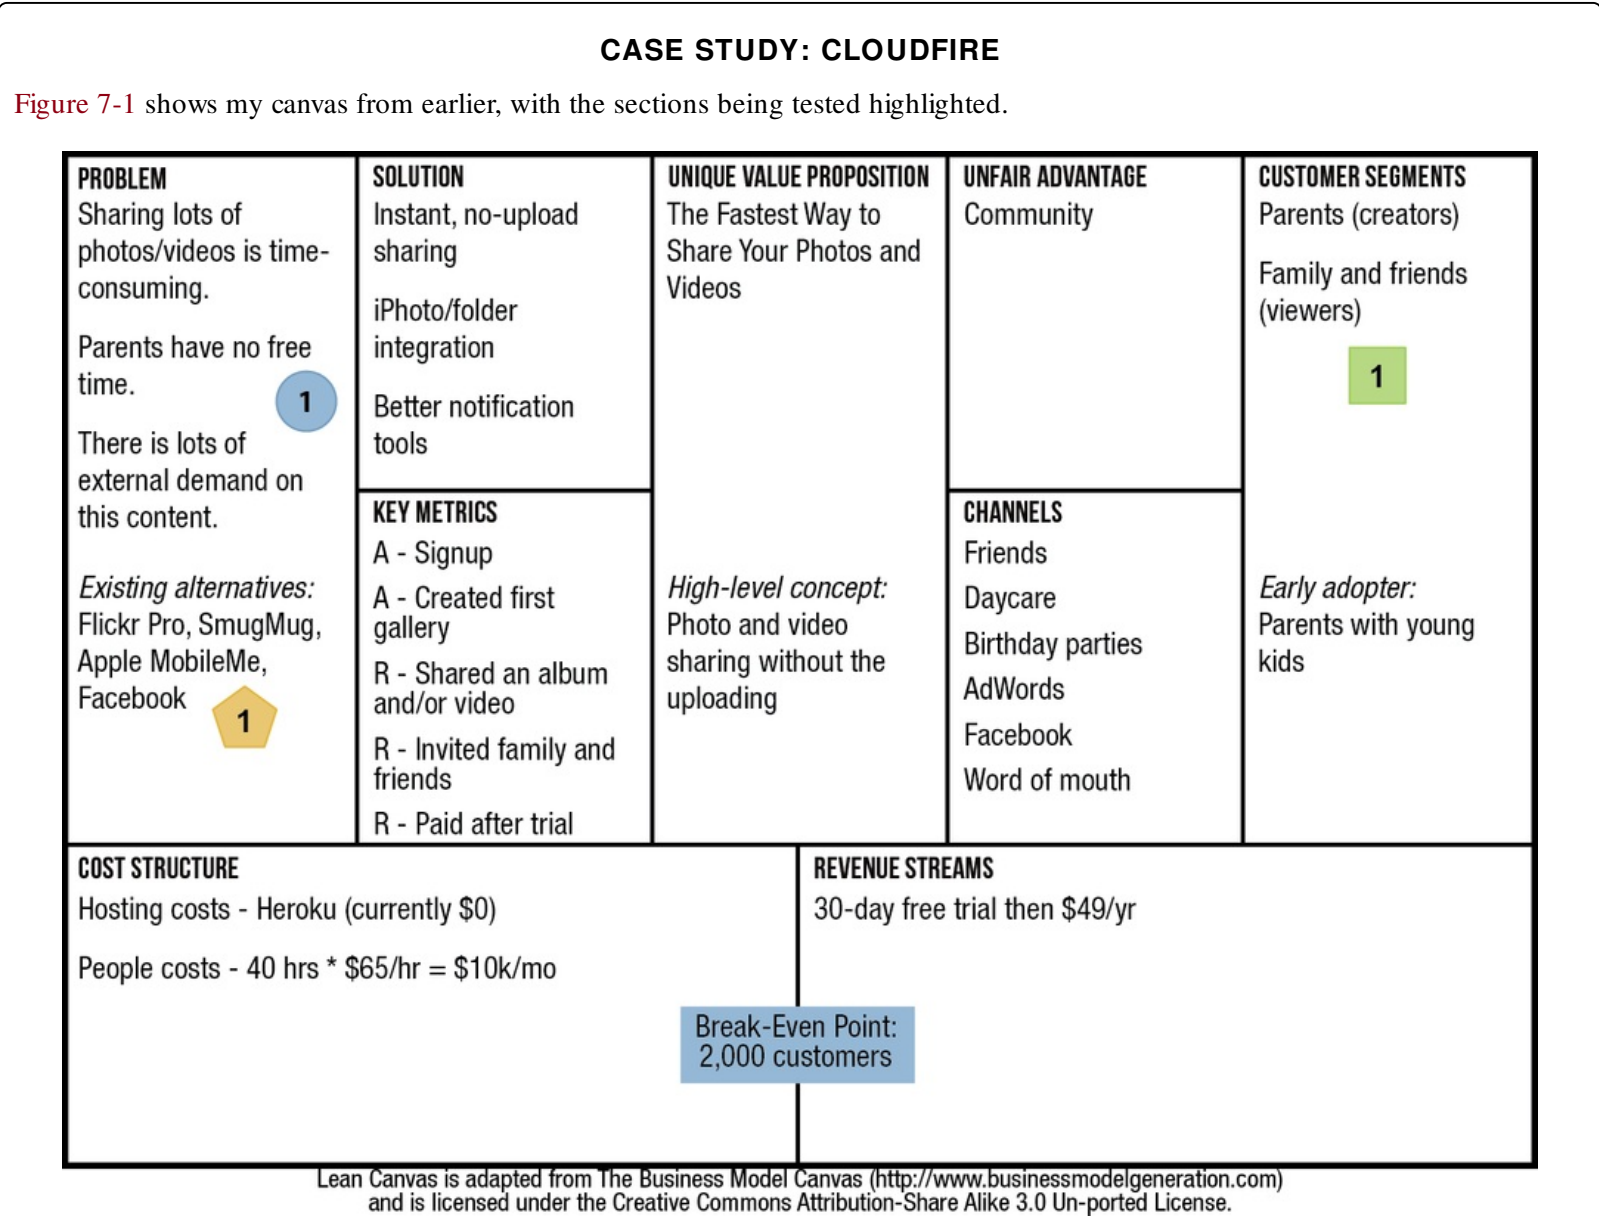 CASE STUDY: CLOUDFIRE
Figure 7-1 shows my canvas from earlier, with the sections being tested highlighted.
PROBLEM
Sharing lots of
photos/videos is time-
consuming.
Parents have no free
time.
1
There is lots of
external demand on
this content.
Existing alternatives:
Flickr Pro, SmugMug,
Apple MobileMe,
Facebook
1
SOLUTION
Instant, no-upload
sharing
iPhoto/folder
integration
Better notification
tools
KEY METRICS
A - Signup
A - Created first
gallery
R - Shared an album
and/or video
R - Invited family and
friends
R - Paid after trial
UNIQUE VALUE PROPOSITION
The Fastest Way to
Share Your Photos and
Videos
High-level concept:
Photo and video
sharing without the
uploading
UNFAIR ADVANTAGE
Community
CHANNELS
Friends
Daycare
Birthday parties
AdWords
Facebook
Word of mouth
CUSTOMER SEGMENTS
Parents (creators)
Family and friends
(viewers)
1
Early adopter:
Parents with young
kids
COST STRUCTURE
Hosting costs - Heroku (currently $0)
People costs - 40 hrs * $65/hr = $10k/mo
REVENUE STREAMS
30-day free trial then $49/yr
Break-Even Point:
2,000 customers
Lean Canvas is adapted from The Business Model Canvas (http://www.businessmodelgeneration.com)
and is licensed under the Creative Commons Attribution-Share Alike 3.0 Un-ported License.